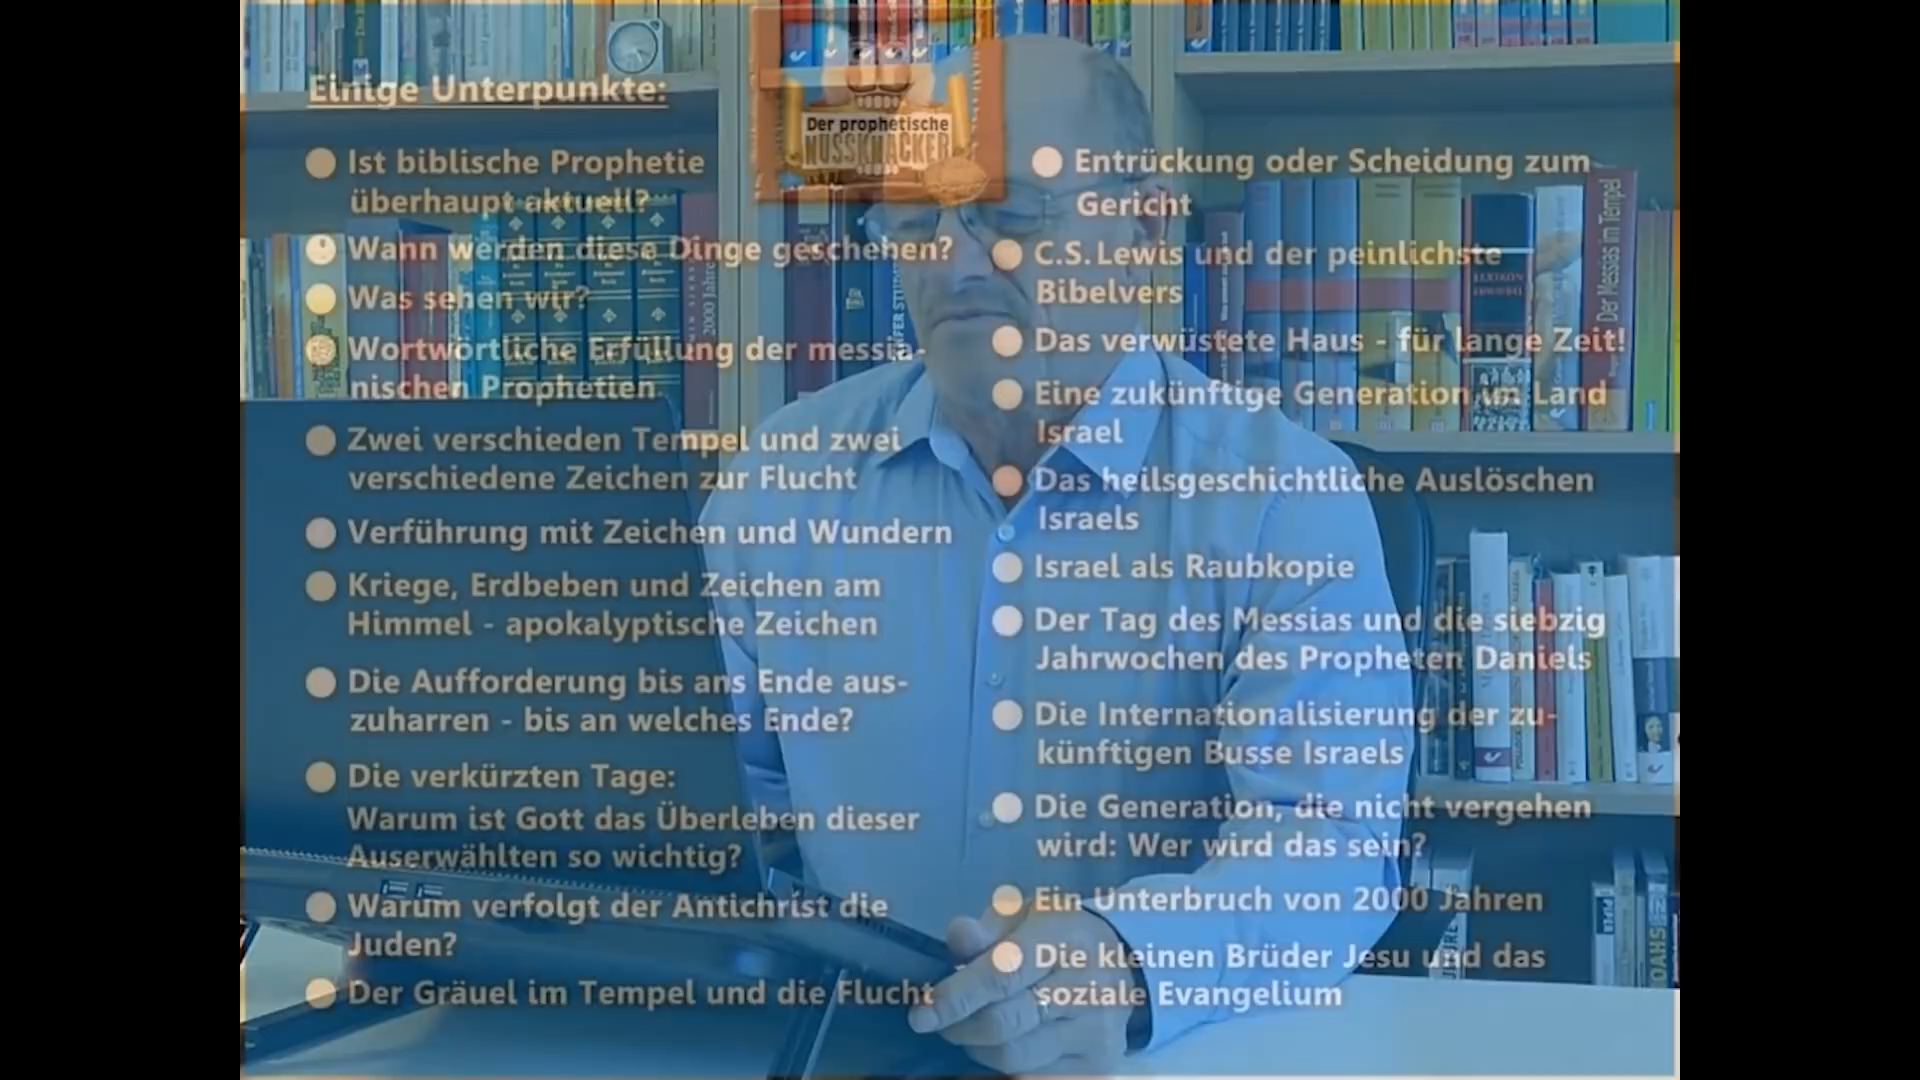 Einige Unterpunkte:
Der prophetische
NUSSKNACKER
Ist biblische Prophetie
überhaupt aktuell?
Wann werden diese Dinge geschehen?
Was sehen wir?
Wortwörtliche Erfüllung der messia-
nischen Prophetien
Zwei verschieden Tempel und zwei
verschiedene Zeichen zur Flucht
Verführung mit Zeichen und Wundern
Kriege, Erdbeben und Zeichen am
Himmel - apokalyptische Zeichen
Die Aufforderung bis ans Ende aus-
zuharren - bis an welches Ende?
Die verkürzten Tage:
Warum ist Gott das Überleben dieser
Auserwählten so wichtig?
Warum verfolgt der Antichrist die
Juden?
Der Gräuel im Tempel und die Flucht
Entrückung oder Scheidung zum
Gericht
C.S. Lewis und der peinlichste
Bibelvers
Das verwüstete Haus - für lange Zeit!
Eine zukünftige Generation im Land
Israel
Das heilsgeschichtliche Auslöschen
Israels
Israel als Raubkopie
Der Tag des Messias und die siebzig
Jahrwochen des Propheten Daniels
Die Internationalisierung der zu-
künftigen Busse Israels
Die Generation, die nicht vergehen
wird: Wer wird das sein?
Ein Unterbruch von 2000 Jahren
Die kleinen Brüder Jesu und das
soziale Evangelium
Der Messias im Tempel
2000 Jahre